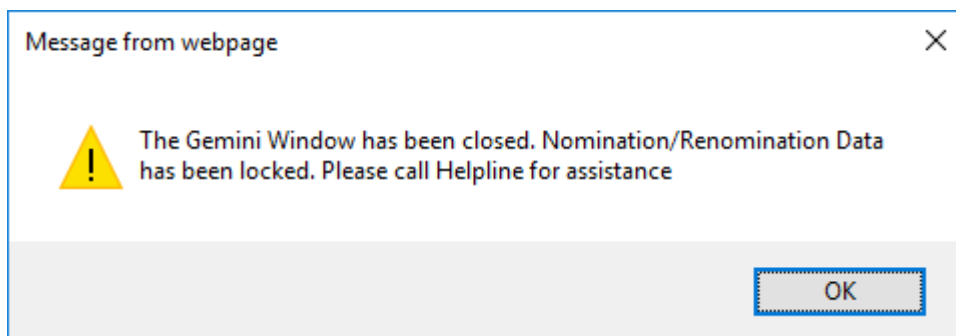 Message from webpage
The Gemini Window has been closed. Nomination/Renomination Data
has been locked. Please call Helpline for assistance
OK